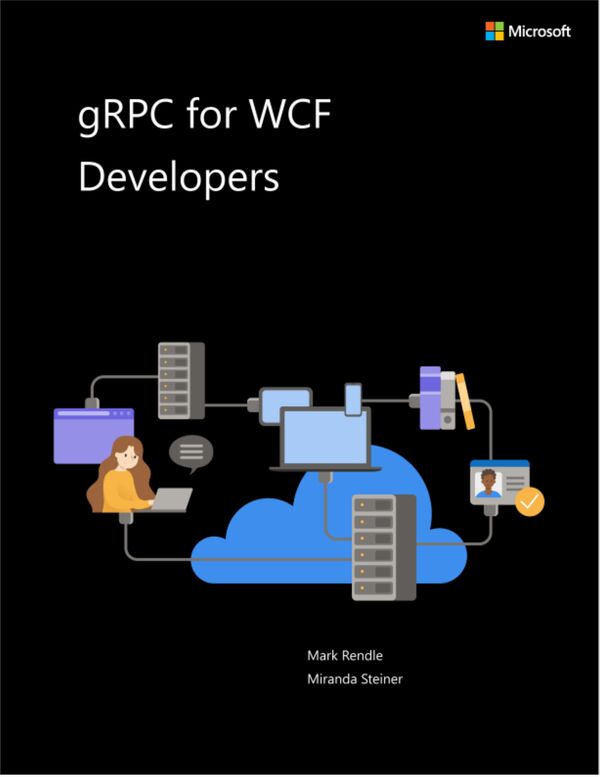 Microsoft
gRPC for WCF
Developers
Mark Rendle
Miranda Steiner